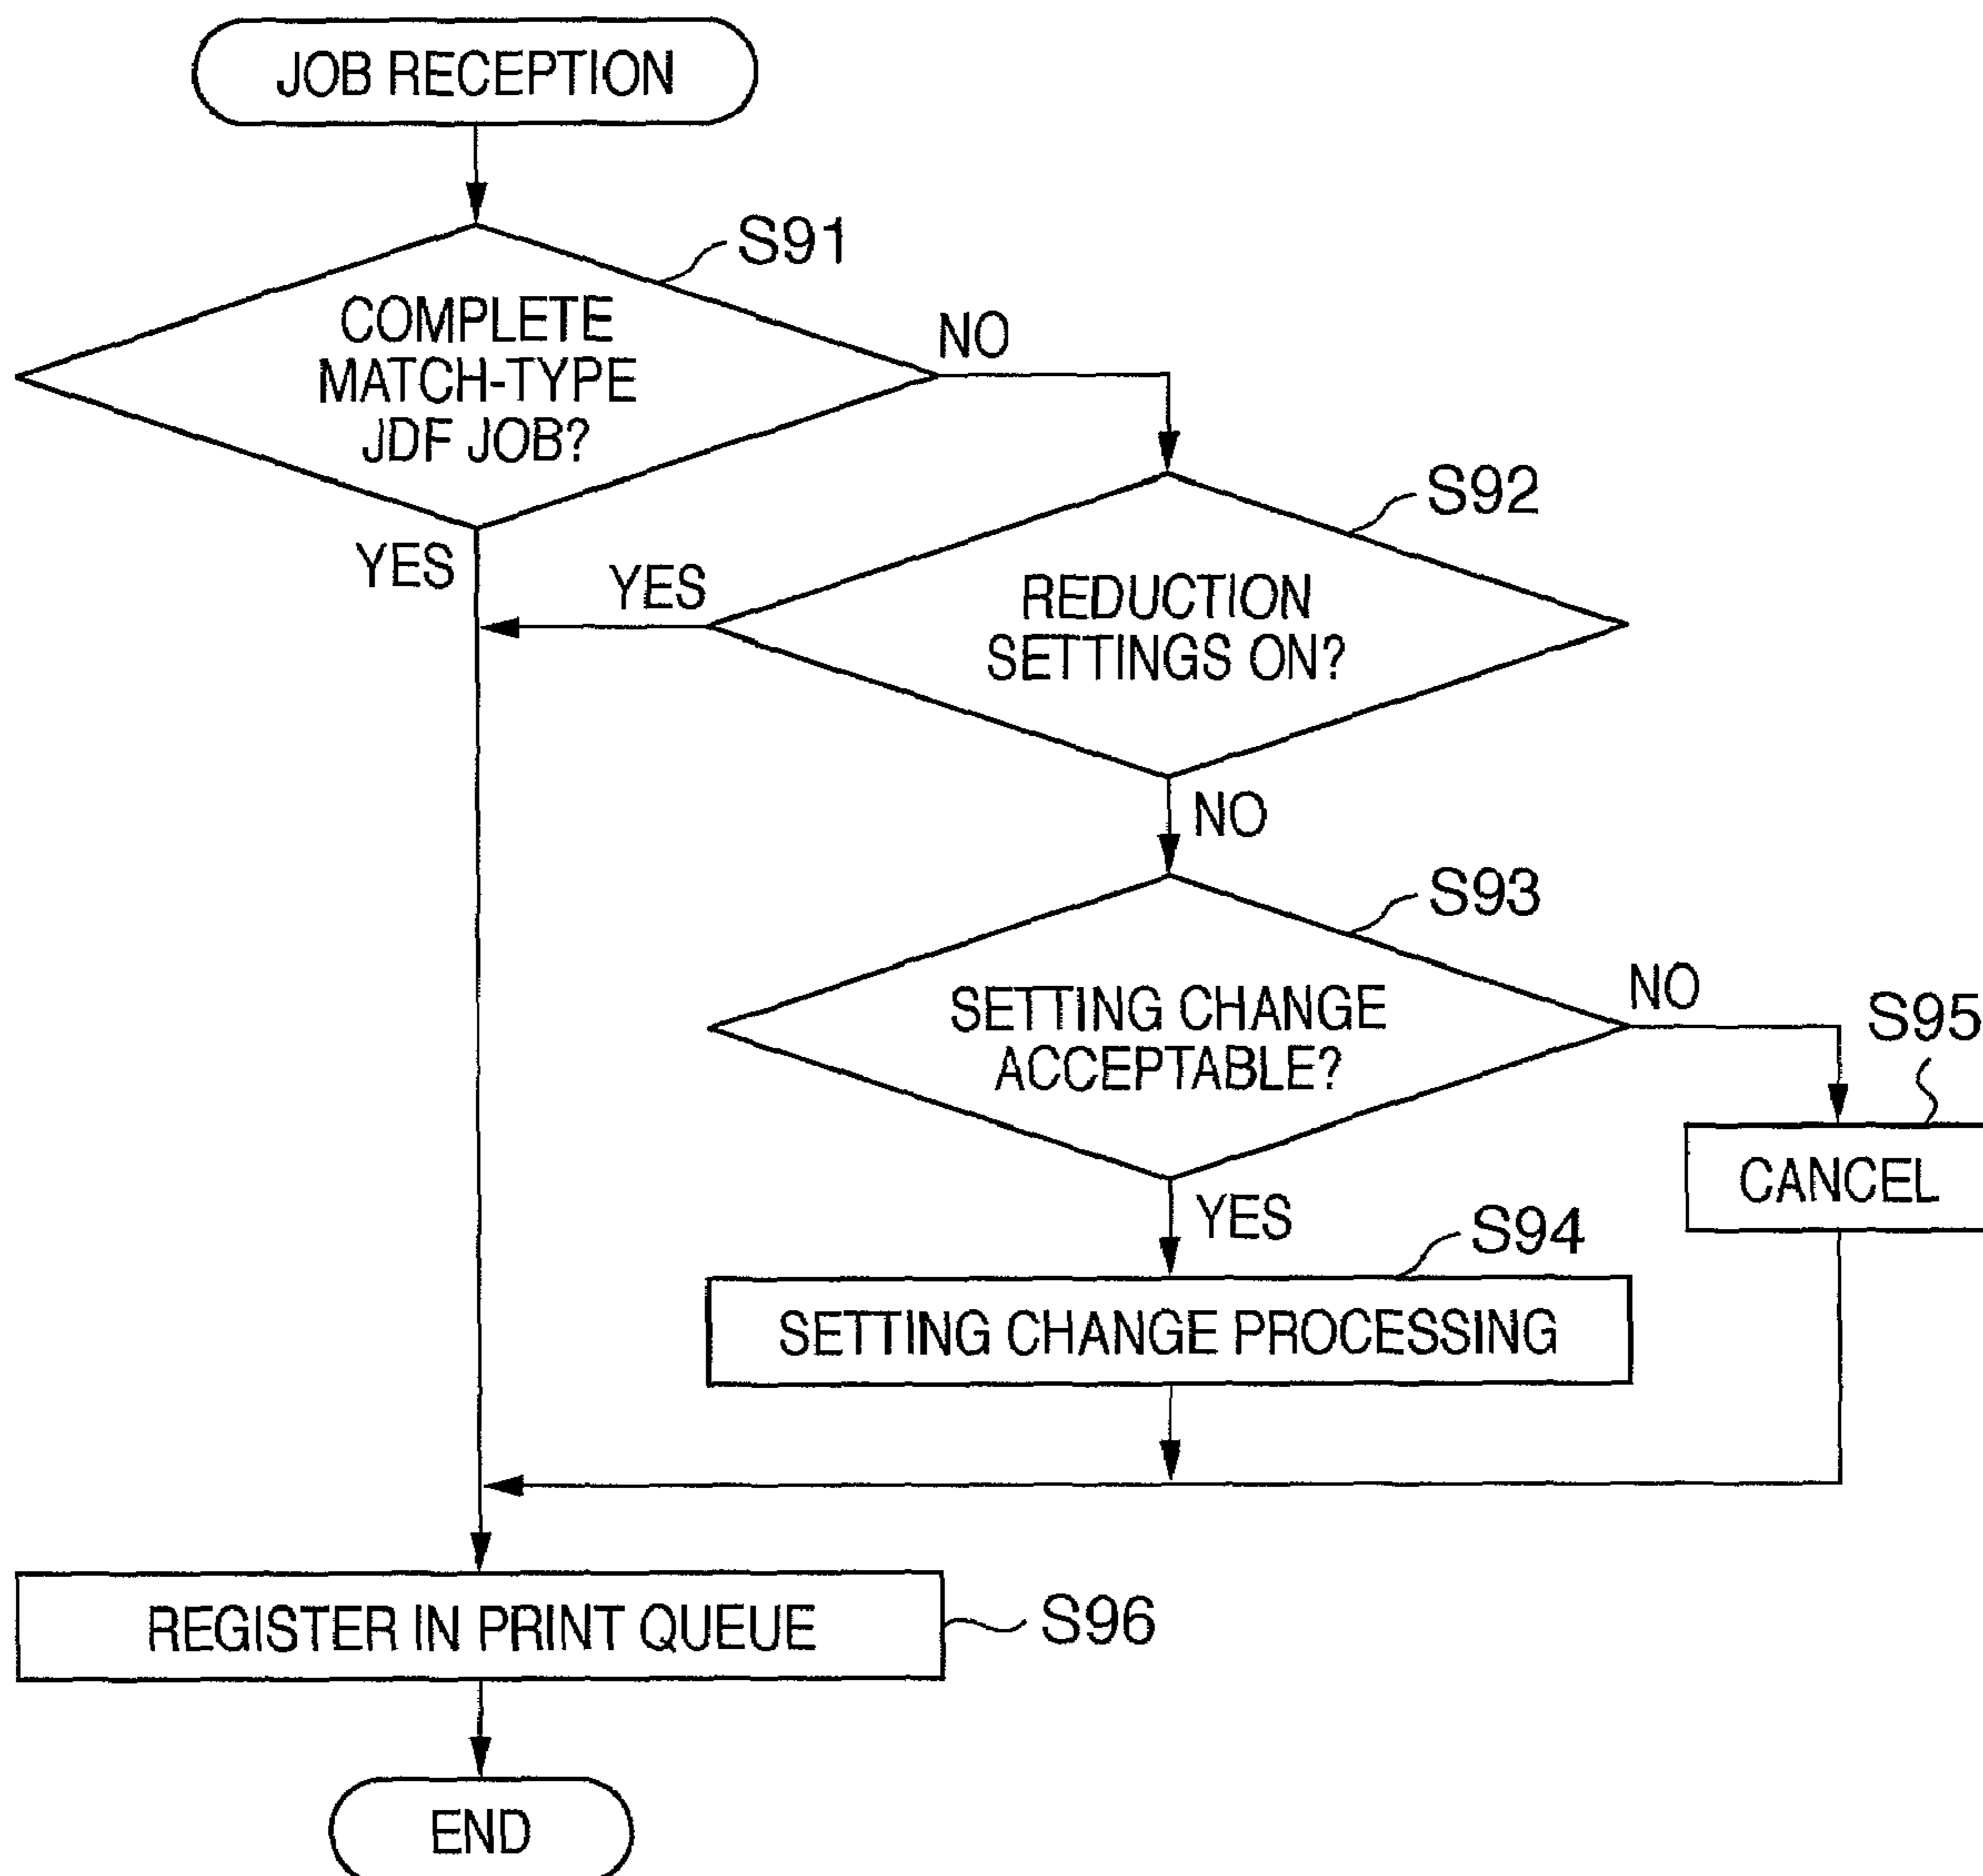 JOB RECEPTION
S91
COMPLETE
MATCH-TYPE
JDF JOB?
NO
YES
S92
REDUCTION
SETTINGS ON?
YES
NO
S93
SETTING CHANGE
ACCEPTABLE?
NO
S95
CANCEL
YES
S94
SETTING CHANGE PROCESSING
REGISTER IN PRINT QUEUE
S96
END